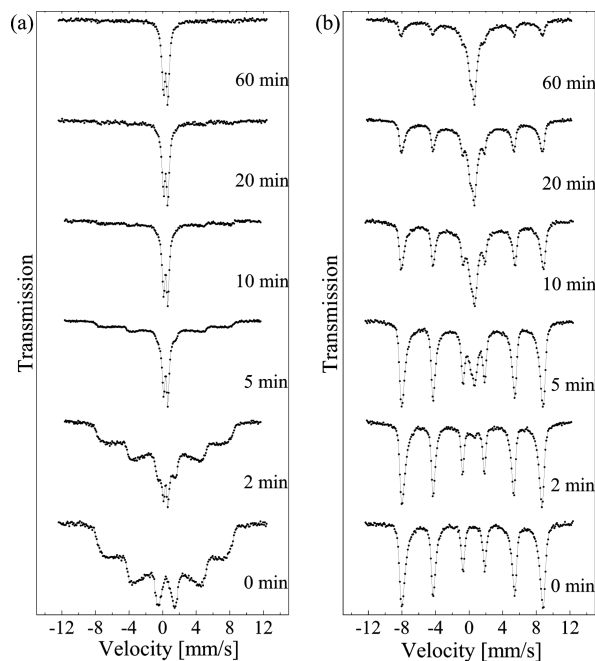 (a)
60 min
20 min
10 min
5 min
2 min
0 min
Transmission
-12 -8 -4 0 4 8 12
Velocity [mm/s]
(b)
60 min
20 min
10 min
5 min
2 min
0 min
Transmission
-12 -8 -4 0 4 8 12
Velocity [mm/s]